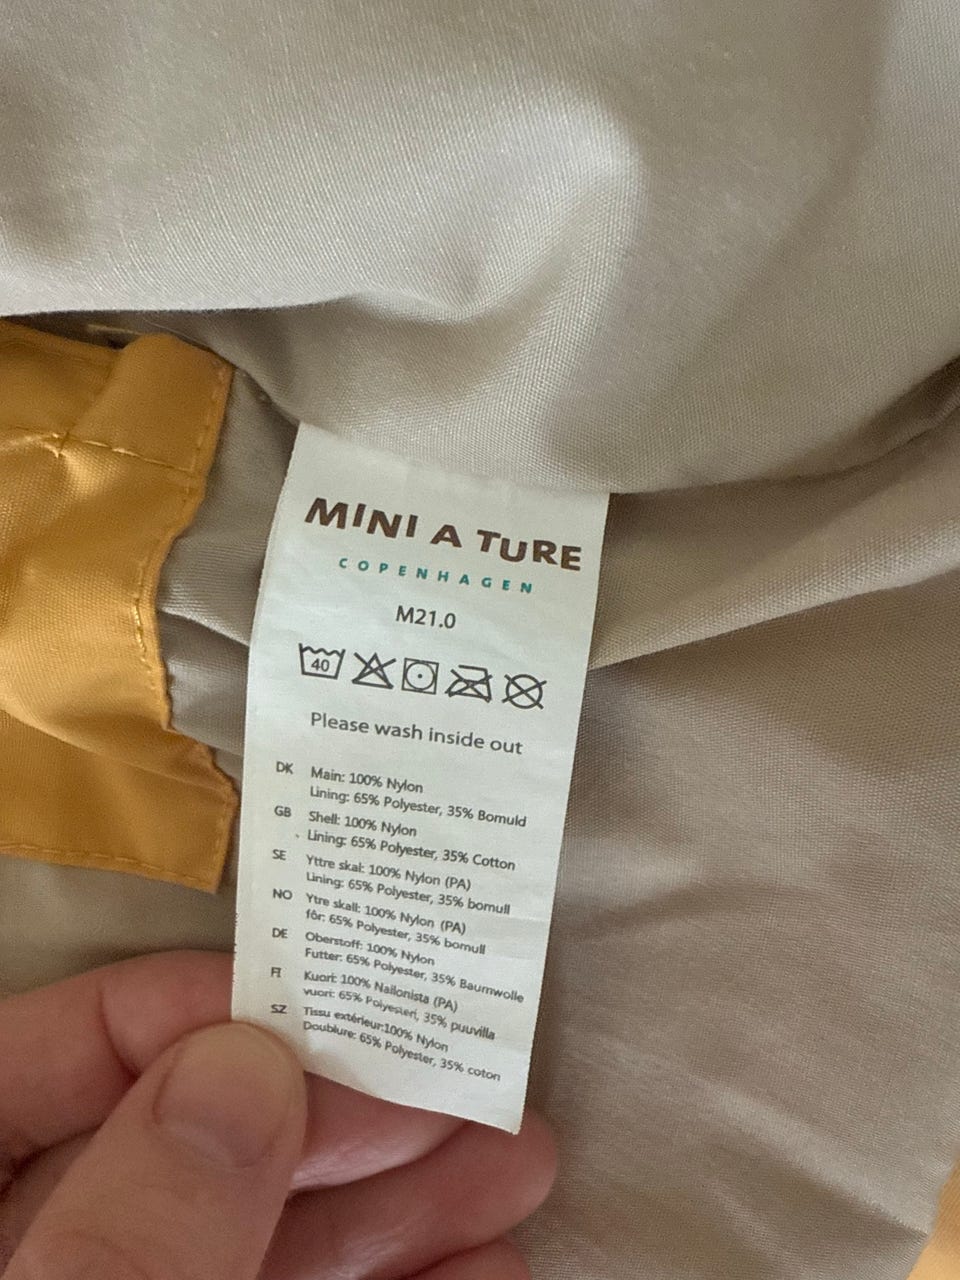 MINI A TURE
COPENHAGEN
M21.0
40
Please wash inside out
DK Main: 100% Nylon
Lining: 65% Polyester, 35% Bomuld
GB Shell: 100% Nylon
Lining: 65% Polyester, 35% Cotton
SE Yttre skal: 100% Nylon (PA)
Lining: 65% Polyester, 35% bomull
NO Ytre skall: 100% Nylon (PA)
fôr: 65% Polyester, 35% bomull
DE Oberstoff: 100% Nylon
Futter: 65% Polyester, 35% Baumwolle
FI Kuori: 100% Nailonista (PA)
vuori: 65% Polyesteri, 35% puuvilla
SZ Tissu extérieur:100% Nylon
Doublure: 65% Polyester, 35% coton